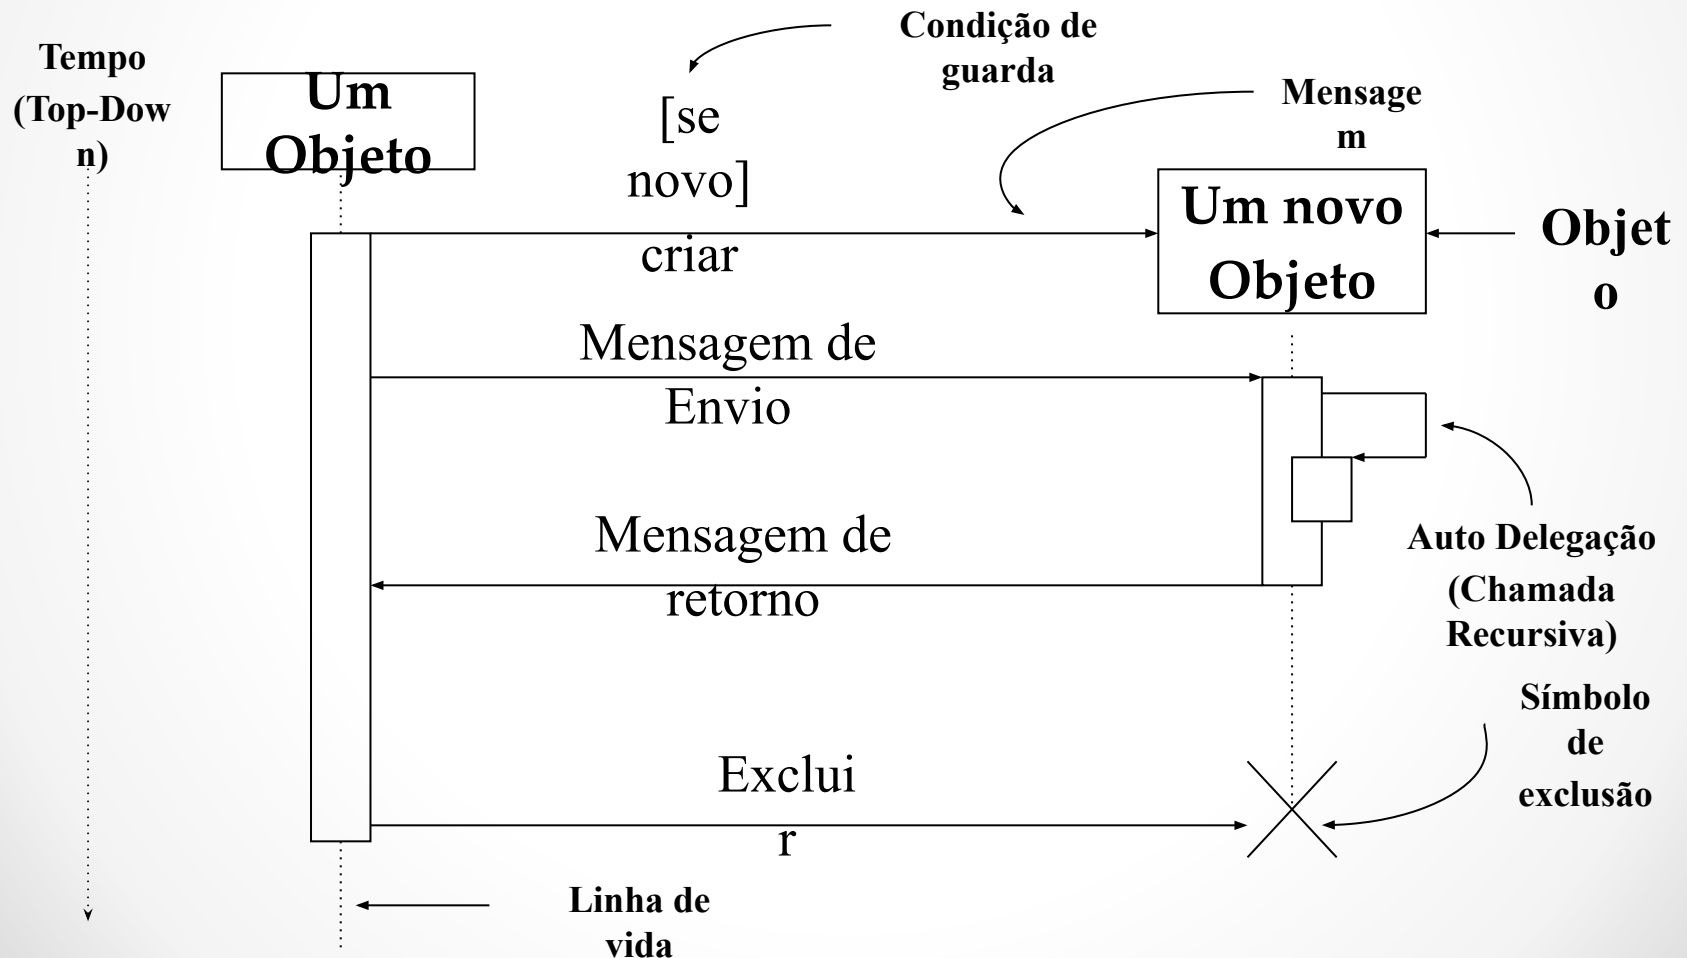 Tempo
(Top-Dow
n)
Um
Objeto
Condição de
guarda
[se
novo]
criar
Mensage
m
Um novo
Objeto
Objet
o
Mensagem de
Envio
Mensagem de
retorno
Auto Delegação
(Chamada
Recursiva)
Símbolo
de
exclusão
Exclui
r
Linha de
vida